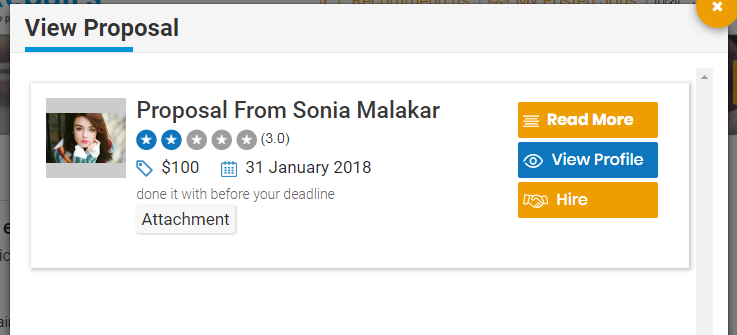 View Proposal
Proposal From Sonia Malakar
(3.0)
$100 31 January 2018
done it with before your deadline
Attachment
Read More
View Profile
Hire